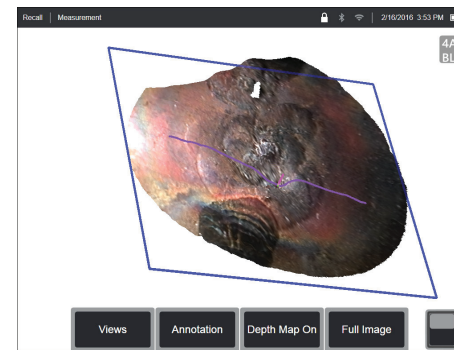 Recall | Measurement
2/16/2016 3:53 PM
4A
BL
Views
Annotation
Depth Map On
Full Image